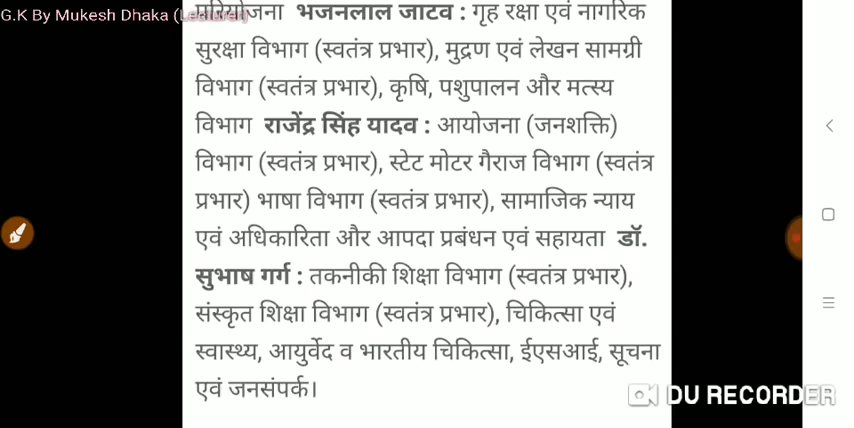 G.K By Mukesh Dhaka (Lecturer)
परियोजना भजनलाल जाटव : गृह रक्षा एवं नागरिक
सुरक्षा विभाग (स्वतंत्र प्रभार), मुद्रण एवं लेखन सामग्री
विभाग (स्वतंत्र प्रभार), कृषि, पशुपालन और मत्स्य
विभाग राजेंद्र सिंह यादव : आयोजना (जनशक्ति)
विभाग (स्वतंत्र प्रभार), स्टेट मोटर गैराज विभाग (स्वतंत्र
प्रभार) भाषा विभाग (स्वतंत्र प्रभार), सामाजिक न्याय
एवं अधिकारिता और आपदा प्रबंधन एवं सहायता डॉ.
सुभाष गर्ग : तकनीकी शिक्षा विभाग (स्वतंत्र प्रभार),
संस्कृत शिक्षा विभाग (स्वतंत्र प्रभार), चिकित्सा एवं
स्वास्थ्य, आयुर्वेद व भारतीय चिकित्सा, ईएसआई, सूचना
एवं जनसंपर्क।
DU RECORDER